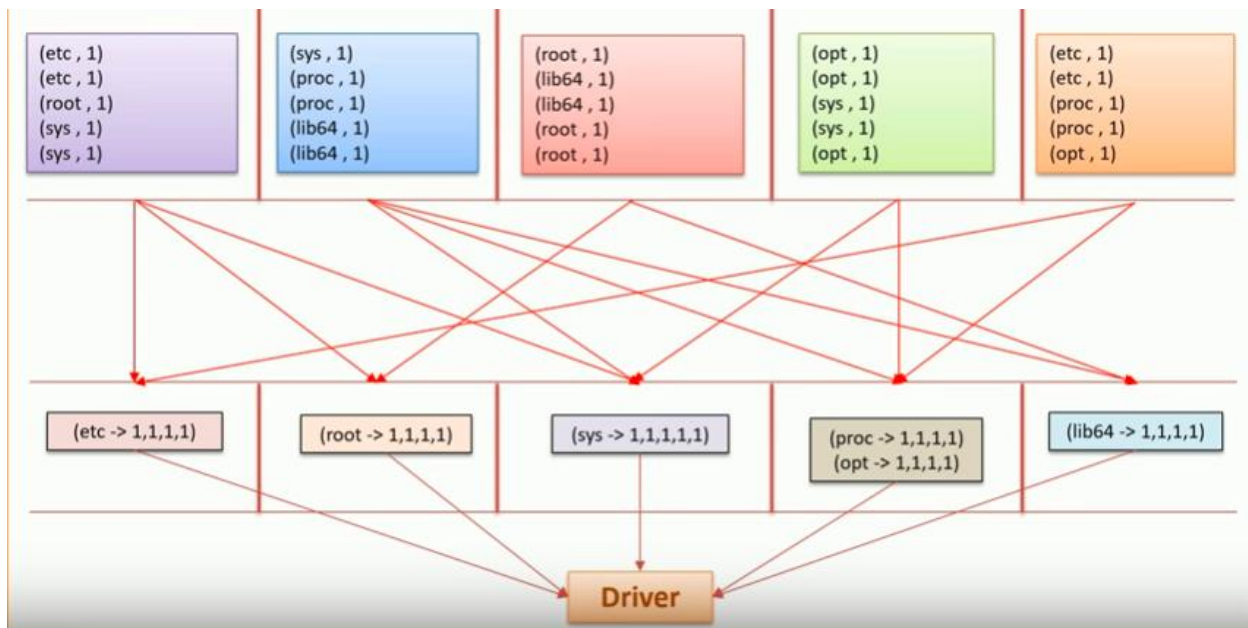 (etc , 1)
(etc , 1)
(root , 1)
(sys , 1)
(sys , 1)
(sys , 1)
(proc , 1)
(proc , 1)
(lib64 , 1)
(lib64 , 1)
(root , 1)
(lib64 , 1)
(lib64 , 1)
(root , 1)
(root , 1)
(opt , 1)
(opt , 1)
(sys , 1)
(sys , 1)
(opt , 1)
(etc , 1)
(etc , 1)
(proc , 1)
(proc , 1)
(opt , 1)
(etc -> 1,1,1,1)
(root -> 1,1,1,1)
(sys -> 1,1,1,1,1)
(proc -> 1,1,1,1)
(opt -> 1,1,1,1)
(lib64 -> 1,1,1,1)
Driver